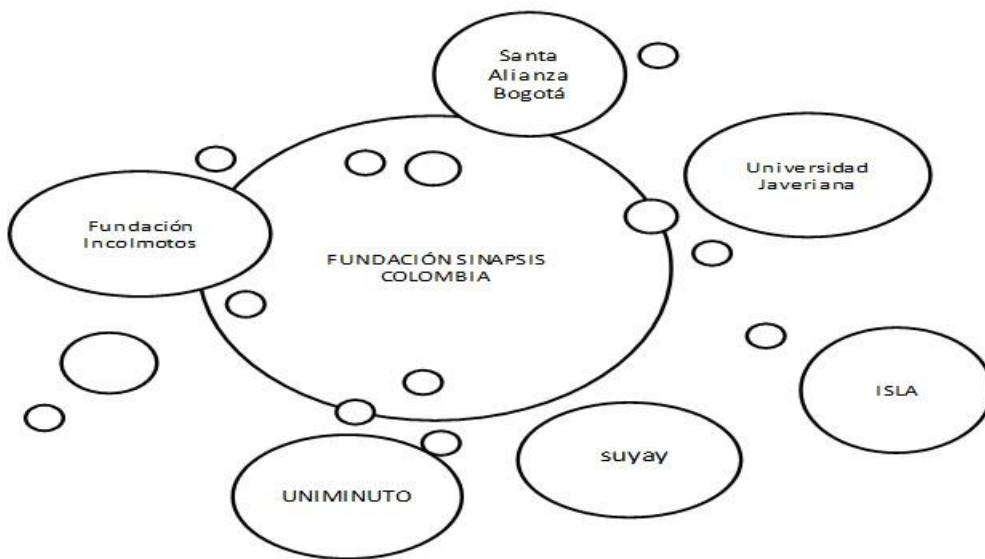 Santa
Alianza
Bogotá
Universidad
Javeriana
Fundación
Incolmotos
FUNDACIÓN SINAPSIS
COLOMBIA
ISLA
suyay
UNIMINUTO